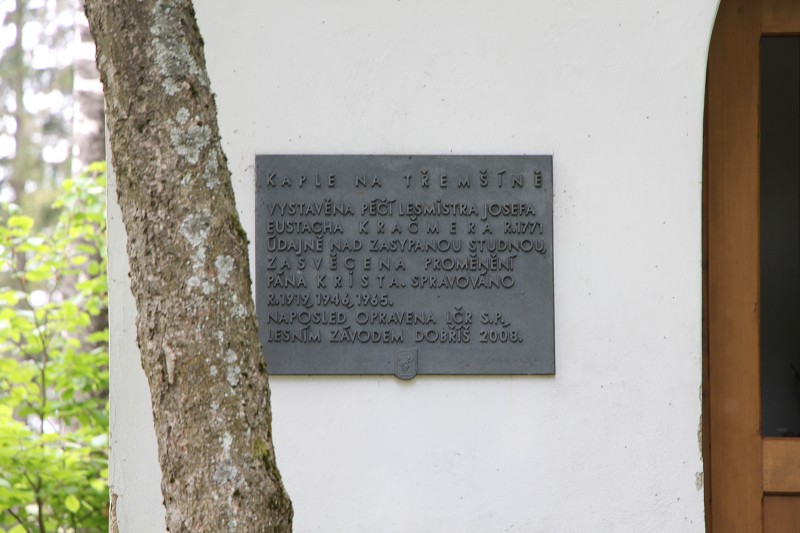 KAPLE NA TŘEMŠÍNĚ
VYSTAVĚNA PÉČÍ LESMISTRA JOSEFA
EUSTACHA KRAČMERA R.1771
ÚDAJNĚ NAD ZASYPANOU STUDNOU,
ZASVĚCENA PROMĚNĚNÍ
PÁNA KRISTA. SPRAVOVÁNO
R.1919, 1946, 1965.
NAPOSLED OPRAVENA LČR S.P.,
LESNÍM ZÁVODEM DOBŘÍŠ 2008.